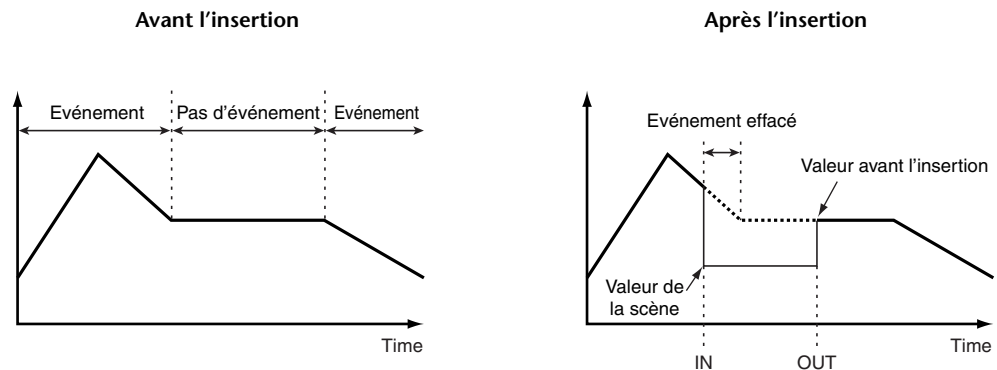 Avant l’insertion
Evénement
Pas d’événement
Evénement
Time
Après l’insertion
Evénement effacé
Valeur avant l’insertion
Valeur de
la scène
Time
IN
OUT